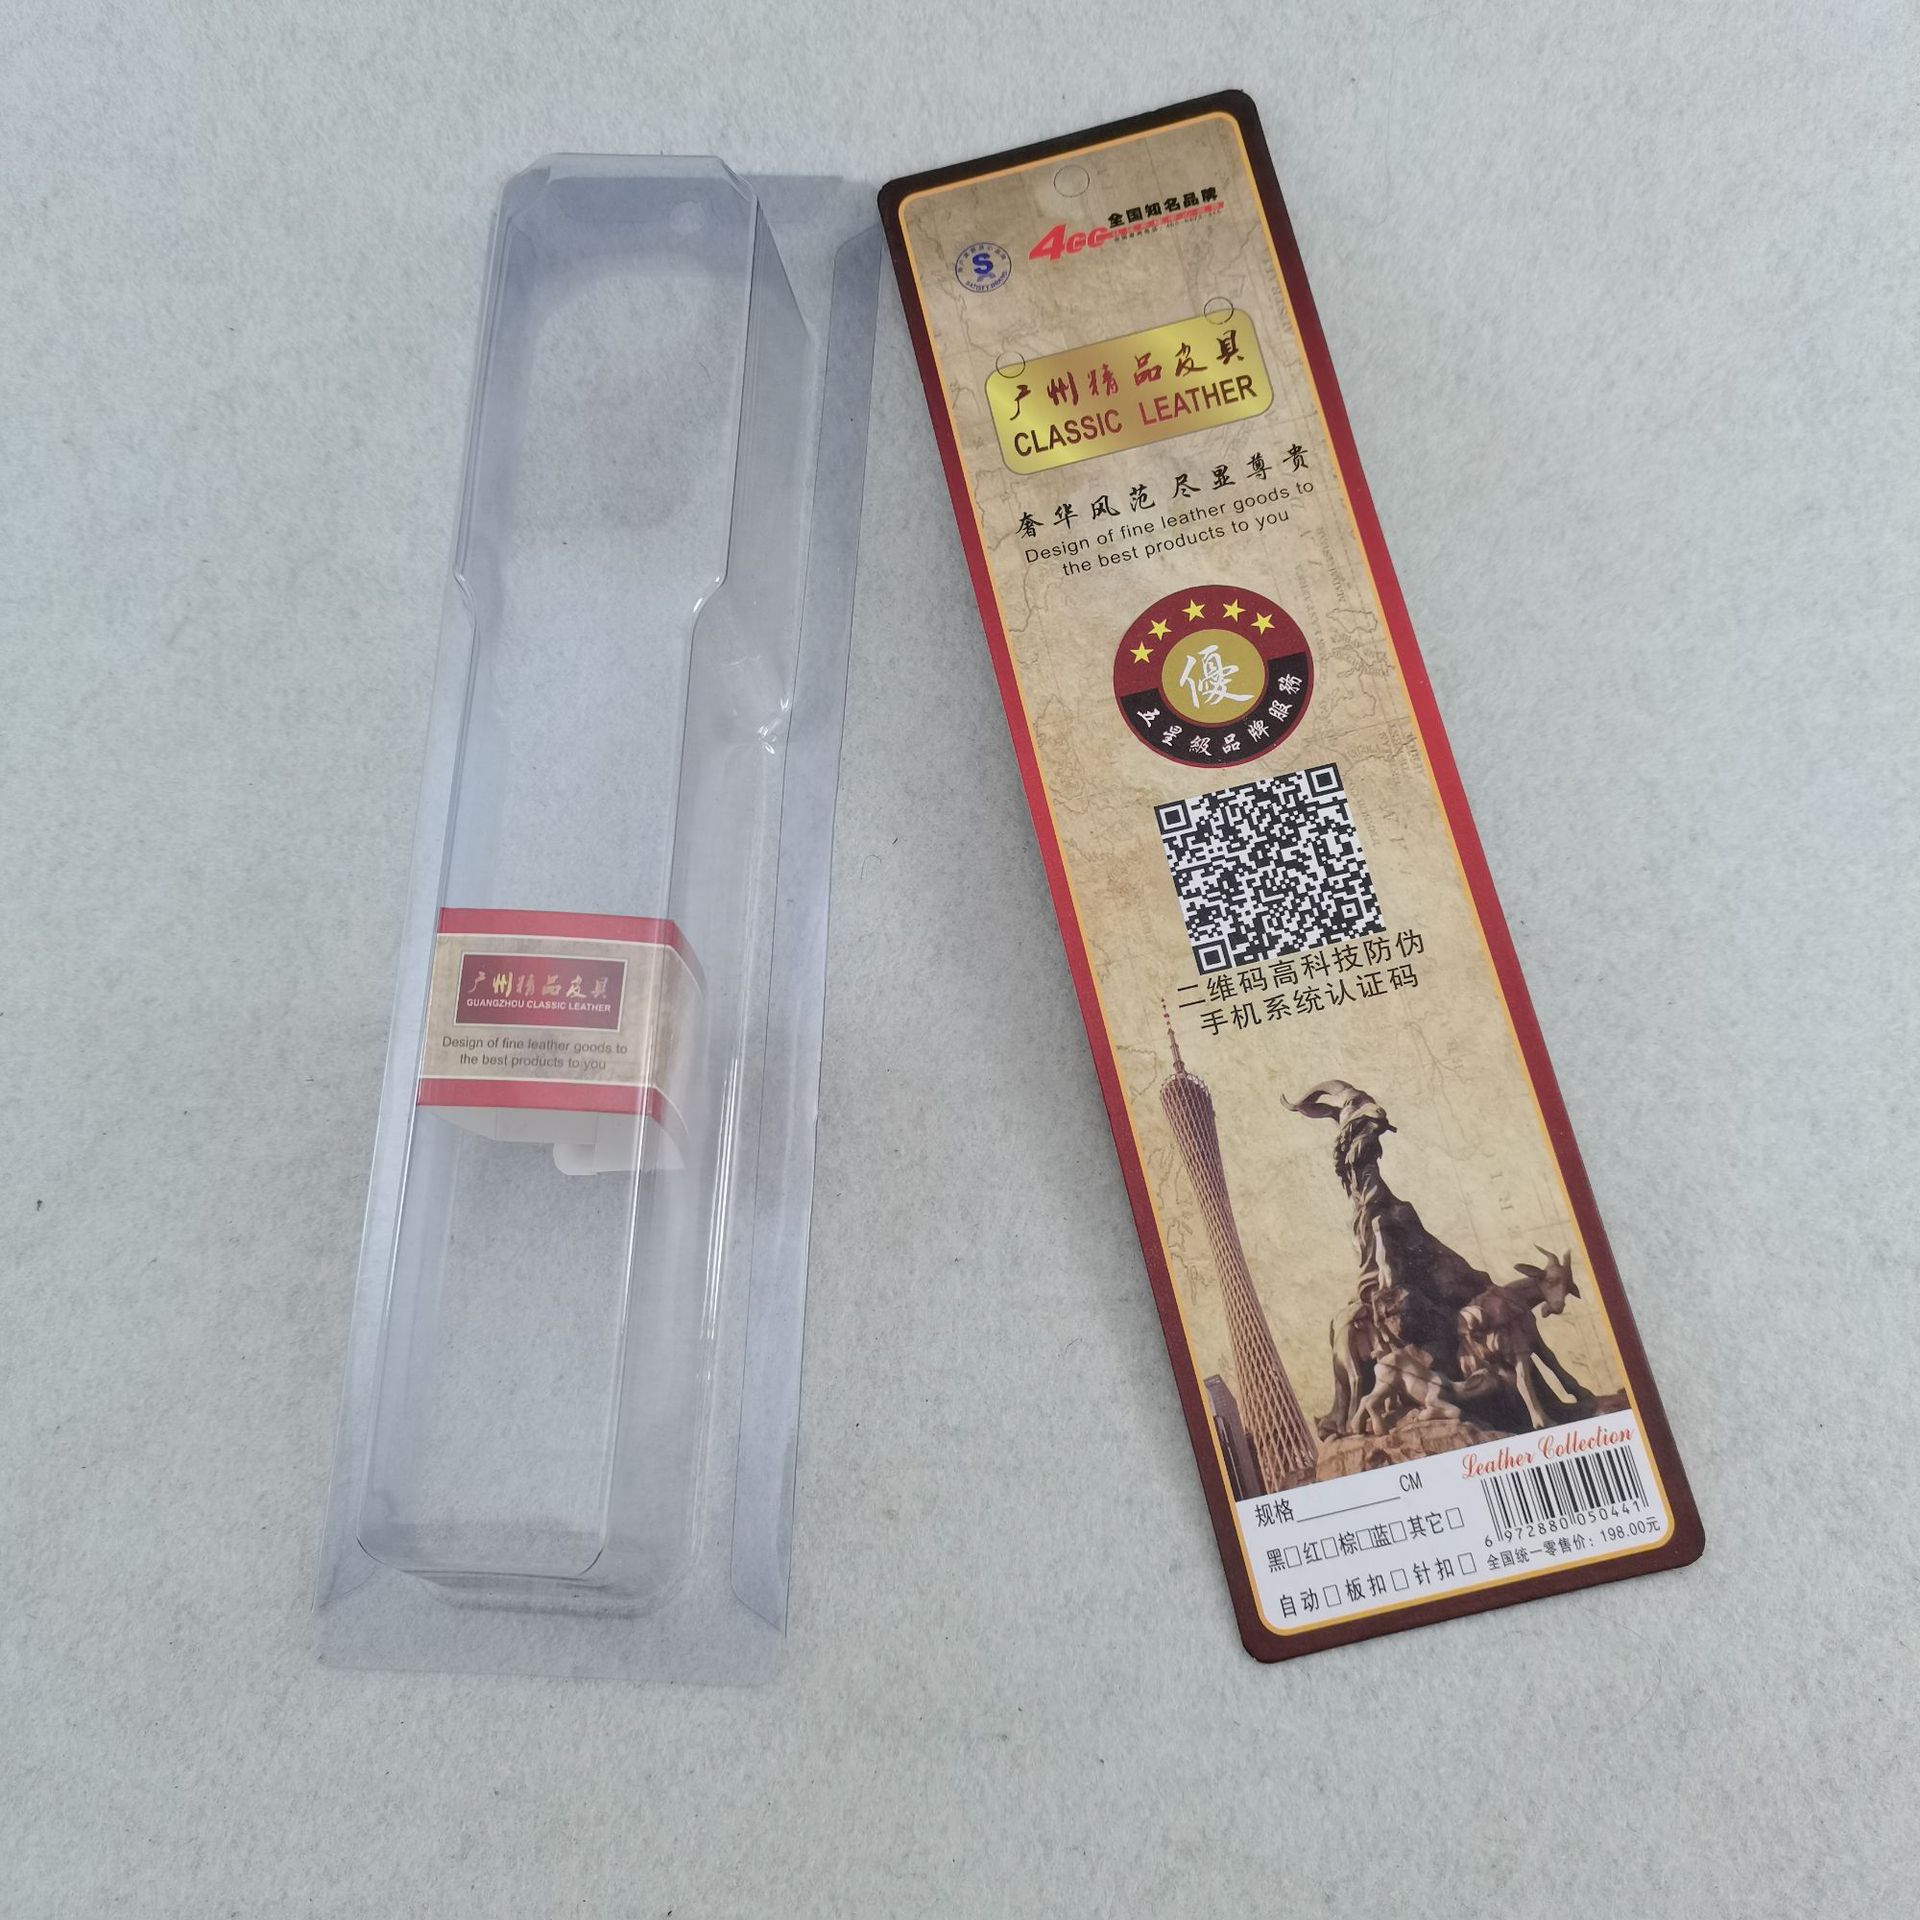 广州精品皮具
GUANGZHOU CLASSIC LEATHER
Design of fine leather goods to
the best products to you
全国知名品牌
S
SATISFY BRAND
广州精品皮具
CLASSIC LEATHER
奢华风范 尽显尊贵
Design of fine leather goods to
the best products to you
優
五星級品牌服務
二维码高科技防伪
手机系统认证码
Leather Collection
规格 CM
黑□红□棕□蓝□其它□
自动□板扣□针扣□
6 972880 050441
全国统一零售价：198.00元